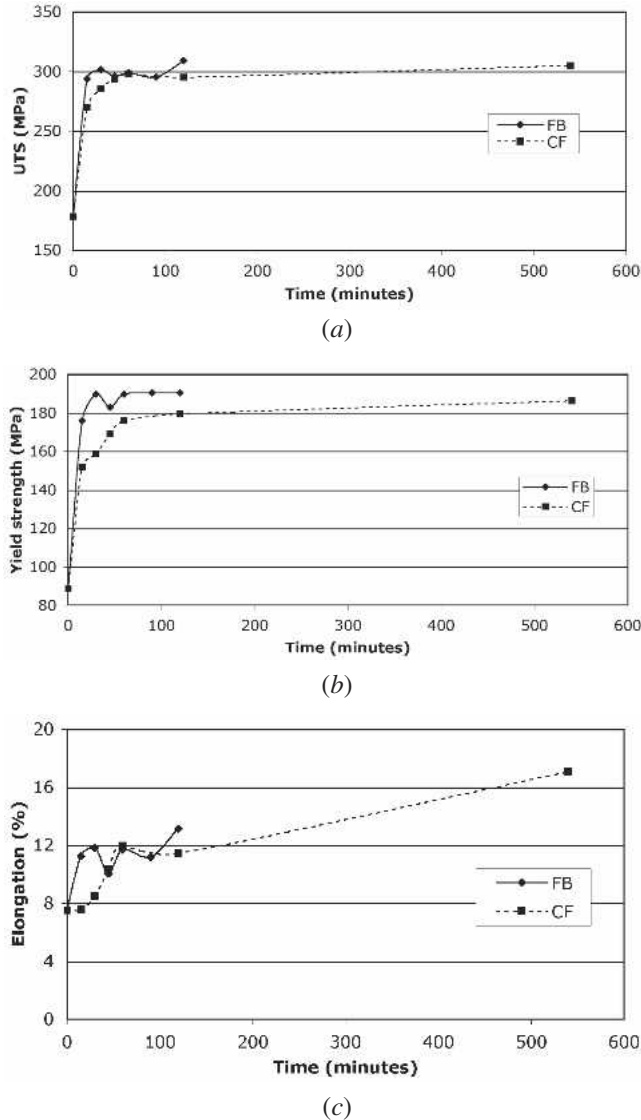 350
300
250
200
150
UTS (MPa)
FB
CF
0 100 200 300 400 500 600
Time (minutes)
(a)
200
180
160
140
120
100
80
Yield strength (MPa)
FB
CF
0 100 200 300 400 500 600
Time (minutes)
(b)
20
16
12
8
4
0
Elongation (%)
FB
CF
0 100 200 300 400 500 600
Time (minutes)
(c)